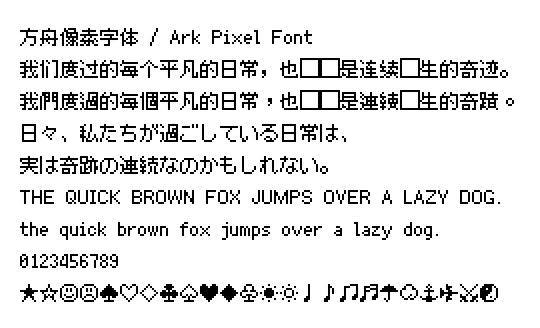 方舟像素字体 / Ark Pixel Font
我们度过的每个平凡的日常，也□□是连续□生的奇迹。
我們度過的每個平凡的日常，也□□是連續□生的奇蹟。
日々、私たちが過ごしている日常は、
実は奇跡の連続なのかもしれない。
THE QUICK BROWN FOX JUMPS OVER A LAZY DOG.
the quick brown fox jumps over a lazy dog.
0123456789
★☆☺☹♠♡♢♣♤♥♦♧☀☼♩♪♫♬☂☁⚓✈⚔☯